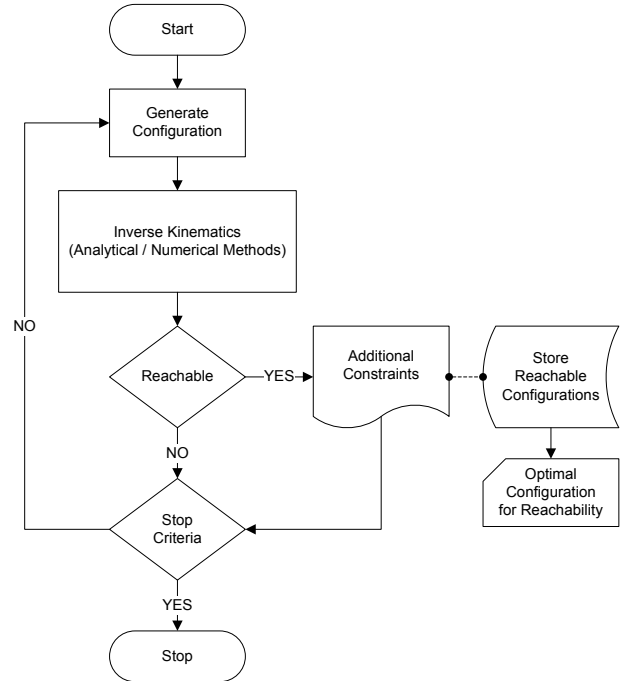 Start
Generate
Configuration
Inverse Kinematics
(Analytical / Numerical Methods)
NO
Reachable
YES
Additional
Constraints
Store
Reachable
Configurations
NO
Optimal
Configuration
for Reachability
Stop
Criteria
YES
Stop